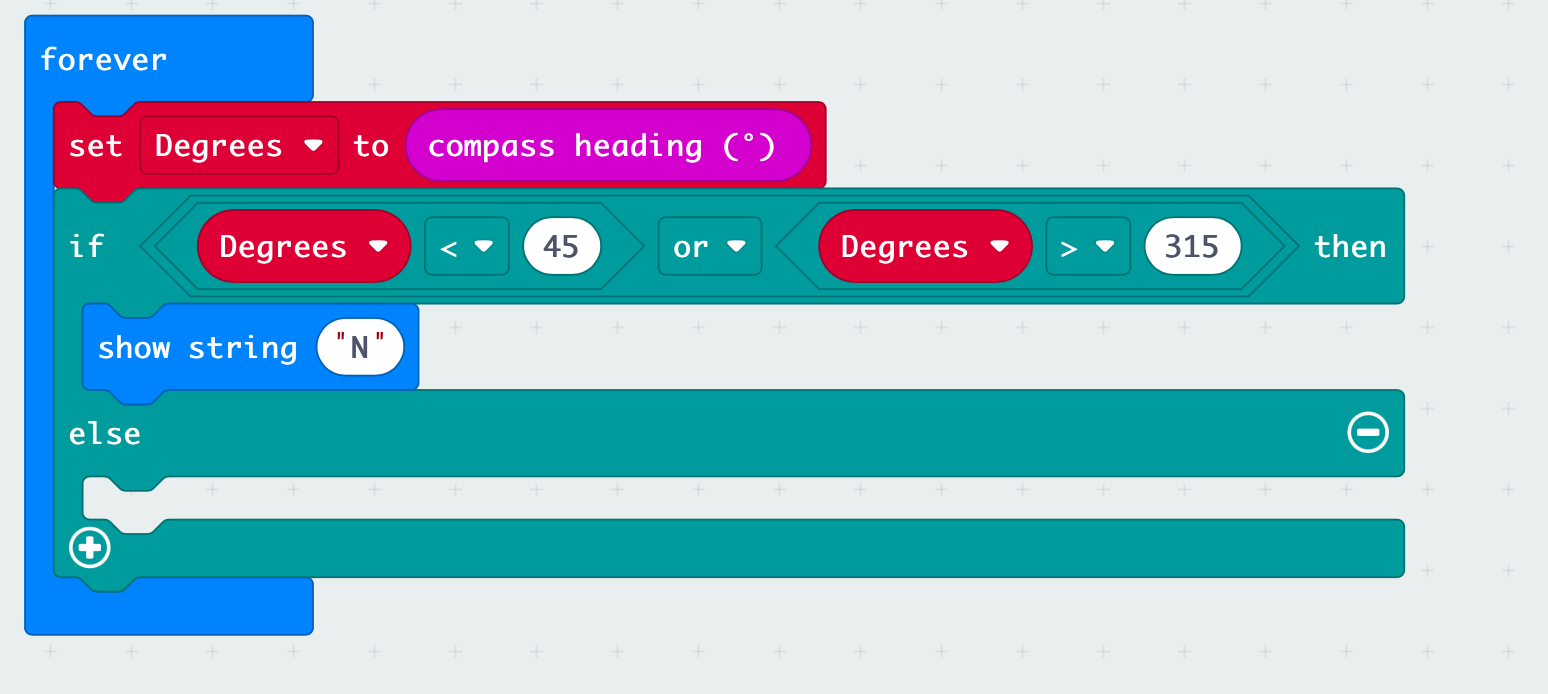 forever
set Degrees to compass heading (°)
if Degrees < 45 or Degrees > 315 then
show string "N"
else